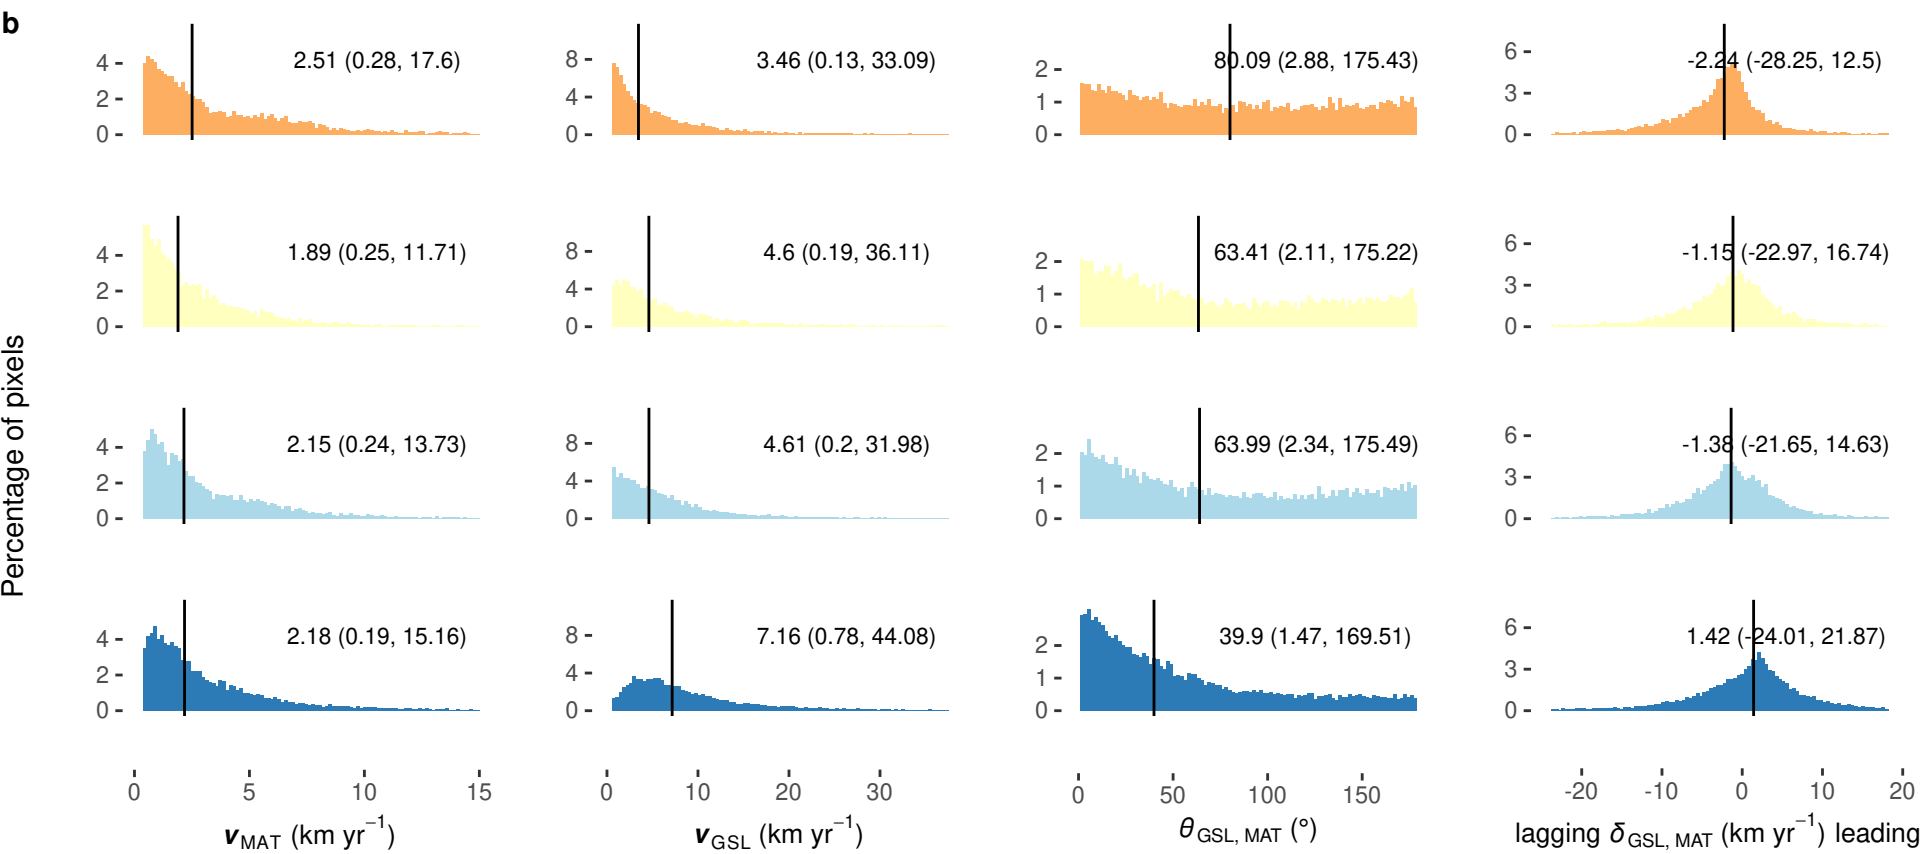 b
Percentage of pixels
4
2
0
2.51 (0.28, 17.6)
8
4
0
3.46 (0.13, 33.09)
2
1
0
80.09 (2.88, 175.43)
6
3
0
-2.24 (-28.25, 12.5)
4
2
0
1.89 (0.25, 11.71)
8
4
0
4.6 (0.19, 36.11)
2
1
0
63.41 (2.11, 175.22)
6
3
0
-1.15 (-22.97, 16.74)
4
2
0
2.15 (0.24, 13.73)
8
4
0
4.61 (0.2, 31.98)
2
1
0
63.99 (2.34, 175.49)
6
3
0
-1.38 (-21.65, 14.63)
4
2
0
2.18 (0.19, 15.16)
8
4
0
7.16 (0.78, 44.08)
2
1
0
39.9 (1.47, 169.51)
6
3
0
1.42 (-24.01, 21.87)
0 5 10 15
0 10 20 30
0 50 100 150
-20 -10 0 10 20
v MAT (km yr−1)
v GSL (km yr−1)
θ GSL, MAT (°)
lagging δ GSL, MAT (km yr−1) leading